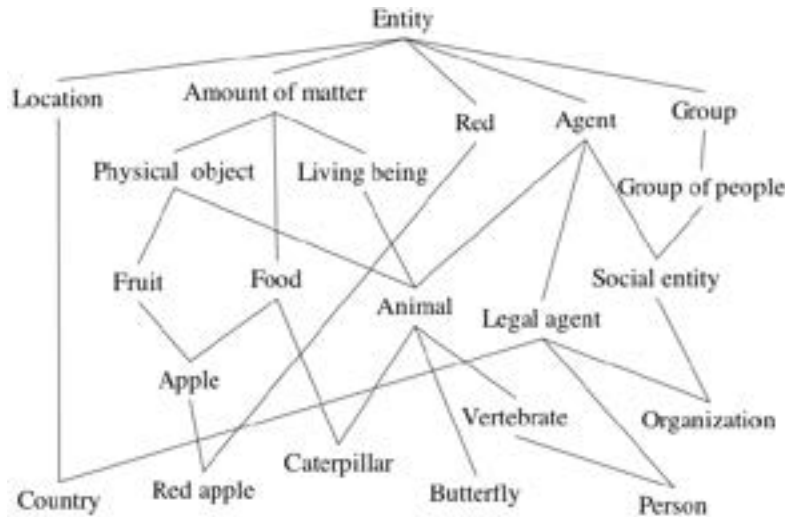 Entity
Location
Amount of matter
Red
Agent
Group
Physical object
Living being
Group of people
Fruit
Food
Animal
Legal agent
Social entity
Apple
Vertebrate
Organization
Country
Red apple
Caterpillar
Butterfly
Person